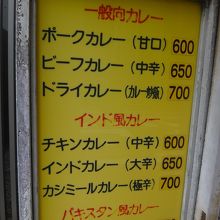 一般向カレー
ポークカレー(甘口) 600
ビーフカレー(中辛) 650
ドライカレー(カレー炒飯) 700
インド風カレー
チキンカレー(中辛) 600
インドカレー(大辛) 650
カシミールカレー(極辛) 700
パキスタン風カレー